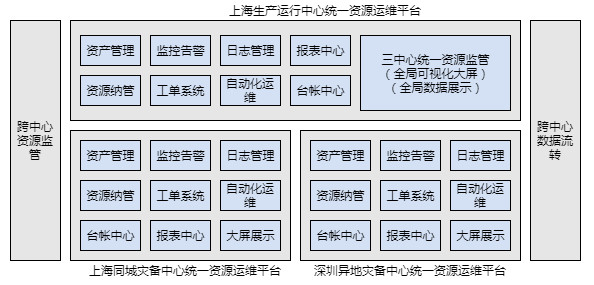 上海生产运行中心统一资源运维平台
跨中心
资源监
管
资产管理
监控告警
日志管理
报表中心
资源纳管
工单系统
自动化运
维
台帐中心
三中心统一资源监管
（全局可视化大屏）
（全局数据展示）
跨中心
数据流
转
资产管理
监控告警
日志管理
资源纳管
工单系统
自动化运
维
台帐中心
报表中心
大屏展示
上海同城灾备中心统一资源运维平台
资产管理
监控告警
日志管理
资源纳管
工单系统
自动化运
维
台帐中心
报表中心
大屏展示
深圳异地灾备中心统一资源运维平台